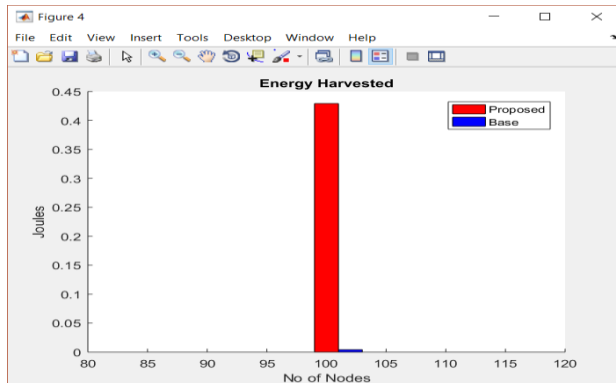 Figure 4
File Edit View Insert Tools Desktop Window Help
Energy Harvested
0.45
0.4
0.35
0.3
0.25
0.2
0.15
0.1
0.05
0
Joules
Proposed
Base
80 85 90 95 100 105 110 115 120
No of Nodes